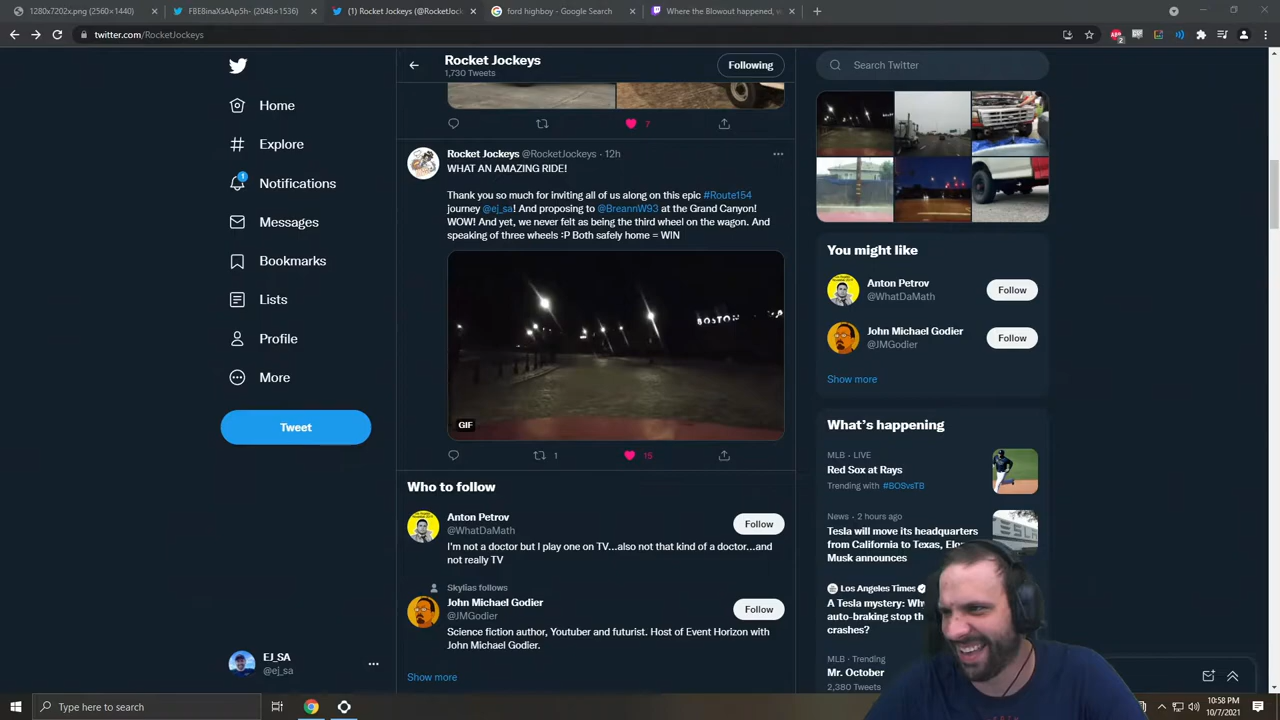 1280x7202x.png (2560×1440)
FBE8inaXsAAp5h- (2048×1536)
(1) Rocket Jockeys (@RocketJocke
ford highboy - Google Search
Where the Blowout happened, v
twitter.com/RocketJockeys
Home
Explore
1
Notifications
Messages
Bookmarks
Lists
Profile
More
Tweet
EJ_SA
@ej_sa
Rocket Jockeys
1,730 Tweets
Following
7
Rocket Jockeys @RocketJockeys · 12h
WHAT AN AMAZING RIDE!
Thank you so much for inviting all of us along on this epic #Route154
journey @ej_sa! And proposing to @BreannW93 at the Grand Canyon!
WOW! And yet, we never felt as being the third wheel on the wagon. And
speaking of three wheels :P Both safely home = WIN
BOSTON
GIF
1
15
Who to follow
Anton Petrov
@WhatDaMath
Follow
I'm not a doctor but I play one on TV...also not that kind of a doctor...and
not really TV
Skylias follows
John Michael Godier
@JMGodier
Follow
Science fiction author, Youtuber and futurist. Host of Event Horizon with
John Michael Godier.
Show more
Search Twitter
You might like
Anton Petrov
@WhatDaMath
Follow
John Michael Godier
@JMGodier
Follow
Show more
What's happening
MLB · LIVE
Red Sox at Rays
Trending with #BOSvsTB
News · 2 hours ago
Tesla will move its headquarters
from California to Texas, Elo
Musk announces
Los Angeles Times
A Tesla mystery: Wh
auto-braking stop th
crashes?
MLB · Trending
Mr. October
2,380 Tweets
Type here to search
10:58 PM
10/7/2021